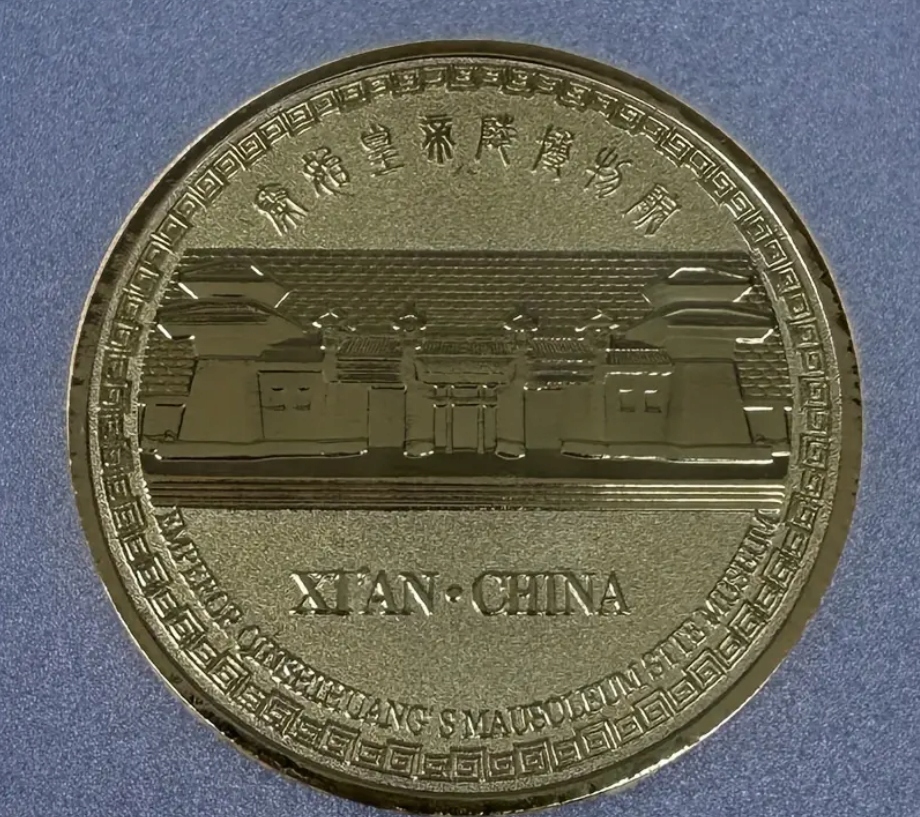 秦始皇帝陵博物院
XI'AN·CHINA
EMPEROR QINSHIHUANG'S MAUSOLEUM SITE MUSEUM